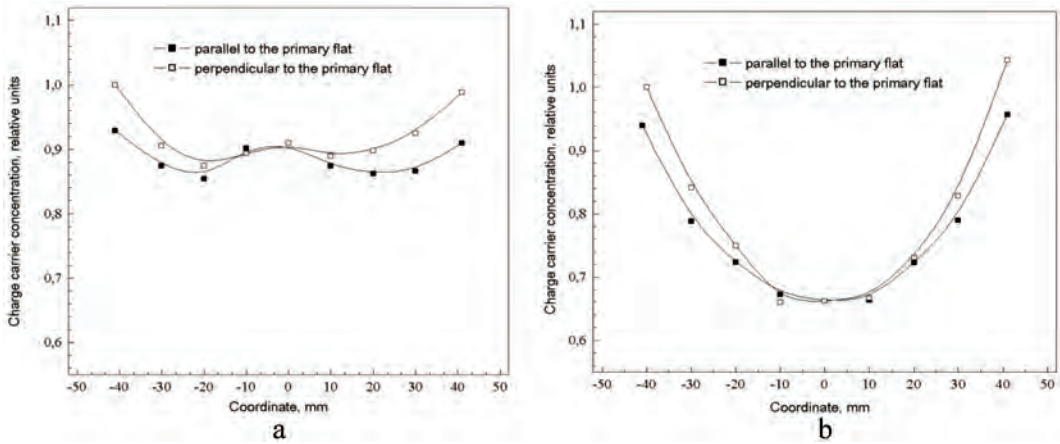 1,1
parallel to the primary flat
perpendicular to the primary flat
1,0
0,9
0,8
0,7
0,6
Charge carrier concentration, relative units
-50 -40 -30 -20 -10 0 10 20 30 40 50
Coordinate, mm
a
1,1
parallel to the primary flat
perpendicular to the primary flat
1,0
0,9
0,8
0,7
0,6
Charge carrier concentration, relative units
-50 -40 -30 -20 -10 0 10 20 30 40 50
Coordinate, mm
b